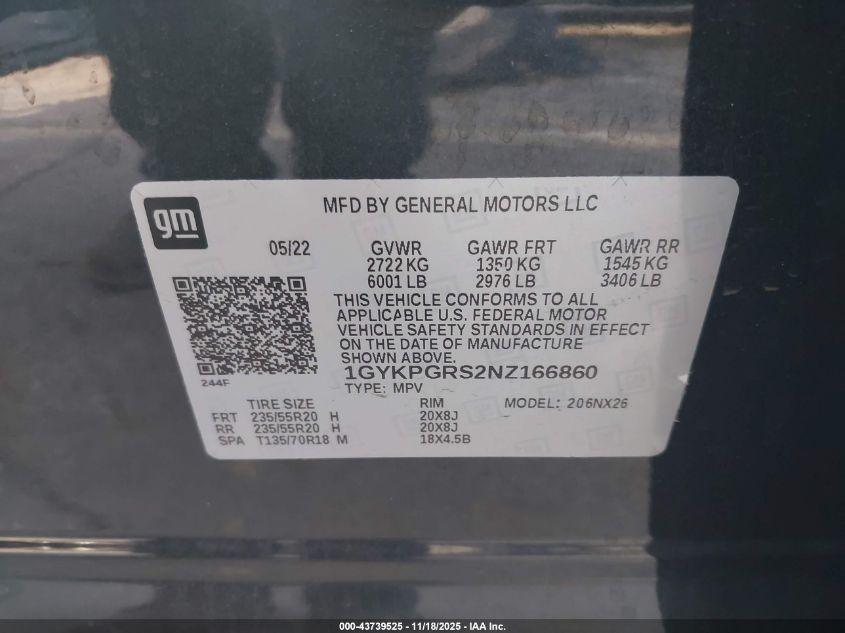 gm
MFD BY GENERAL MOTORS LLC
05/22 GVWR GAWR FRT GAWR RR
2722 KG 1350 KG 1545 KG
6001 LB 2976 LB 3406 LB
THIS VEHICLE CONFORMS TO ALL
APPLICABLE U.S. FEDERAL MOTOR
VEHICLE SAFETY STANDARDS IN EFFECT
ON THE DATE OF MANUFACTURE
SHOWN ABOVE.
1GYKPGRS2NZ166860
244F
TYPE: MPV
TIRE SIZE RIM MODEL: 206NX26
FRT 235/55R20 H 20X8J
RR 235/55R20 H 20X8J
SPA T135/70R18 M 18X4.5B
000-43739525 - 11/18/2025 - IAA Inc.